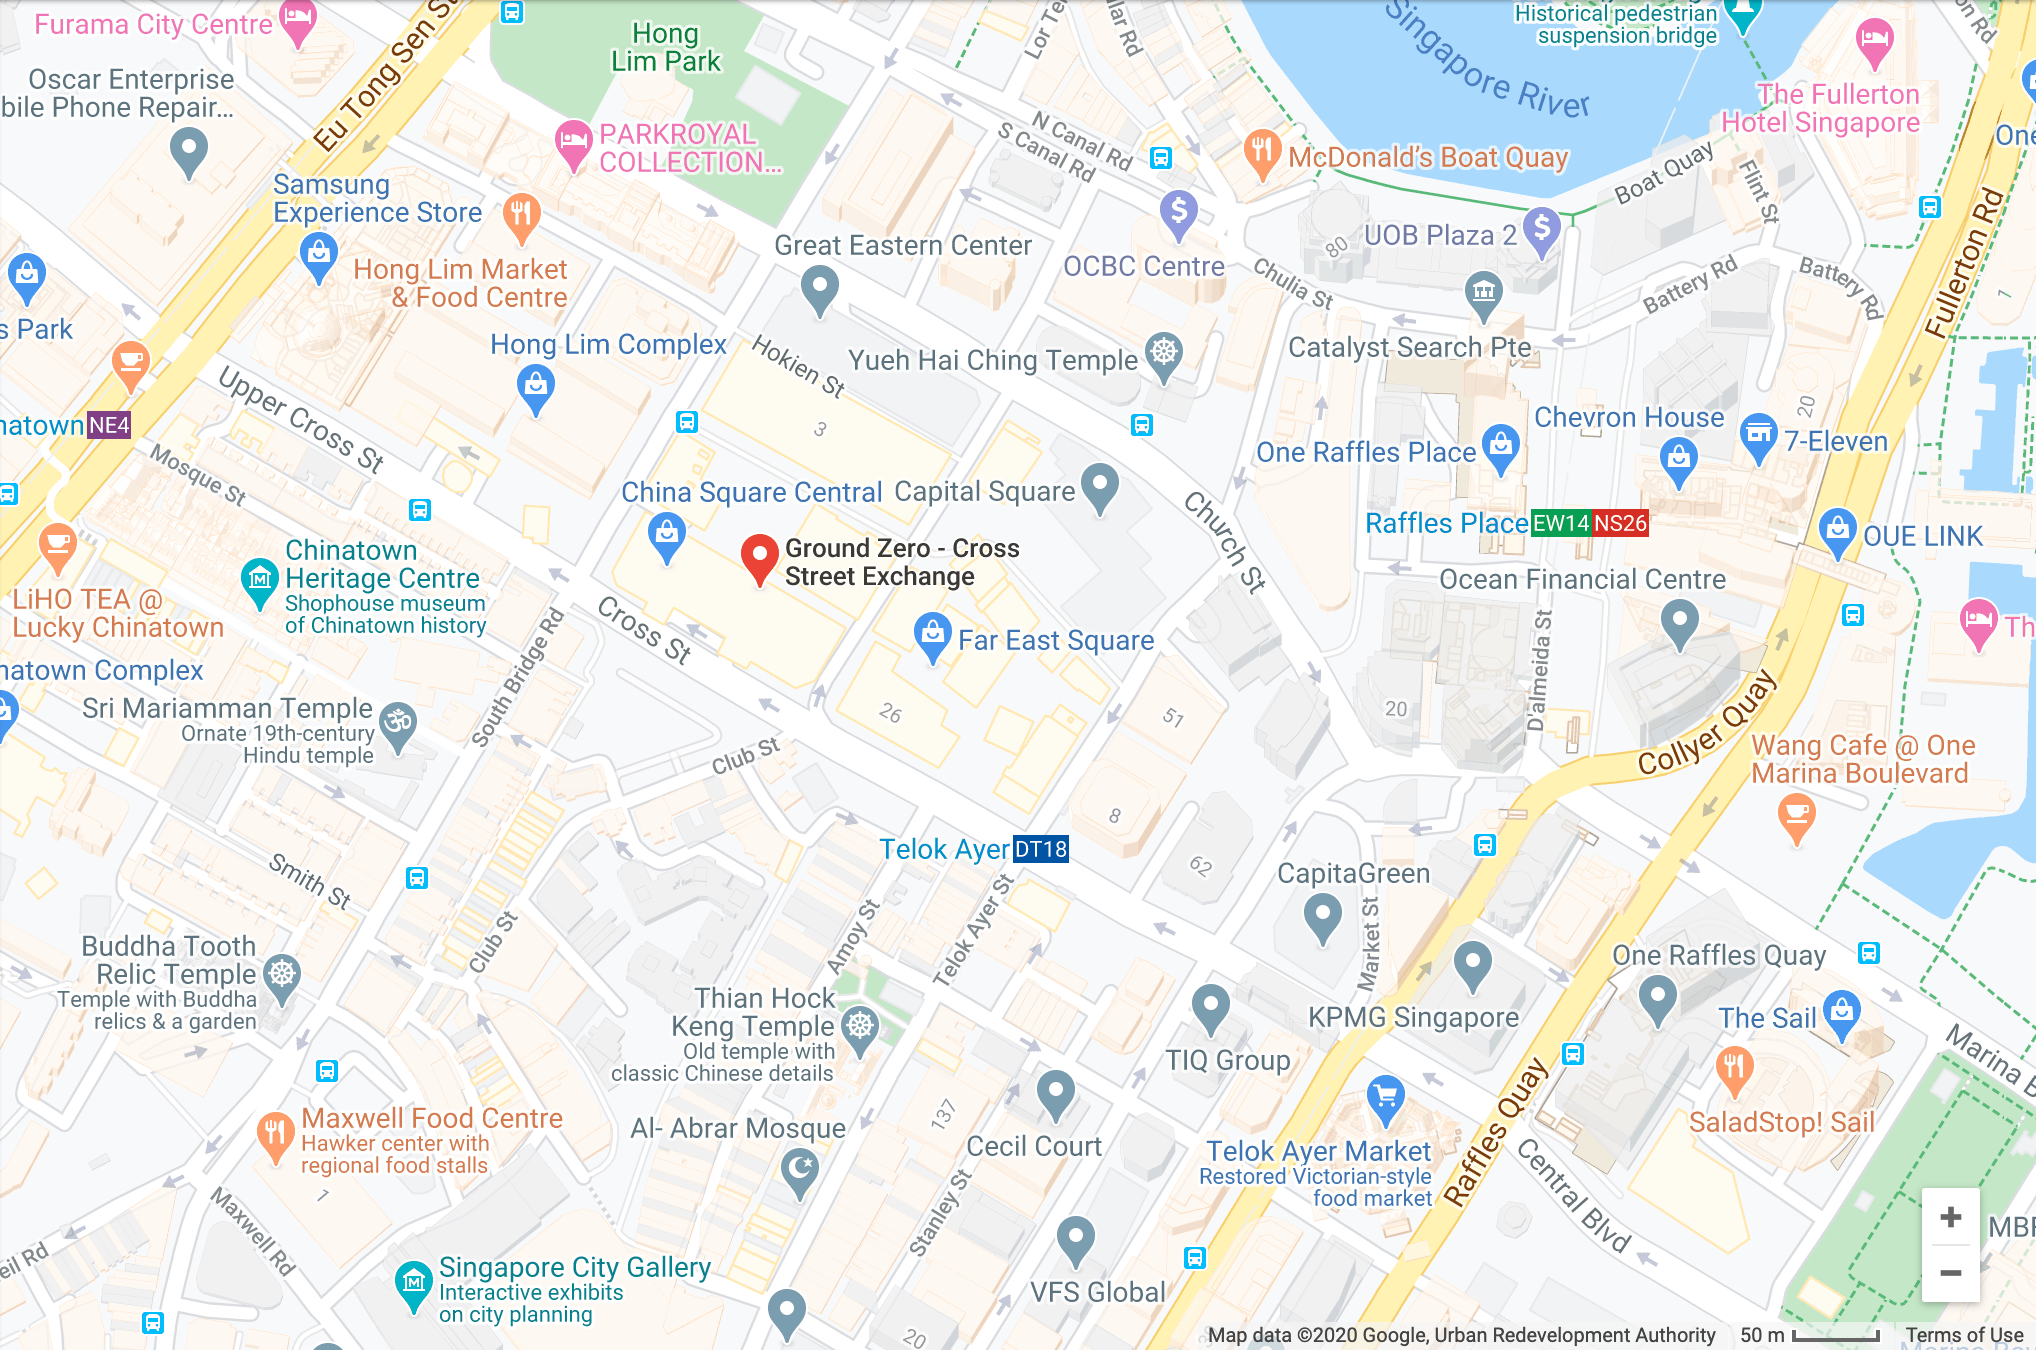 Furama City Centre
Eu Tong Sen St
Hong
Lim Park
Lor Te
lar Rd
Singapore River
Historical pedestrian
suspension bridge
on Rd
Oscar Enterprise
bile Phone Repair...
PARKROYAL
COLLECTION...
N Canal Rd
S Canal Rd
McDonald's Boat Quay
The Fullerton
Hotel Singapore
One
Boat Quay
Flint St
Fullerton Rd
Samsung
Experience Store
Hong Lim Market
& Food Centre
Great Eastern Center
OCBC Centre
80
UOB Plaza 2
Chulia St
Battery Rd
Battery Rd
1
s Park
Hong Lim Complex
Hokien St
Yueh Hai Ching Temple
Catalyst Search Pte
Upper Cross St
3
20
Chevron House
7-Eleven
natown NE4
Mosque St
One Raffles Place
China Square Central
Capital Square
Church St
Raffles Place EW14 NS26
OUE LINK
Chinatown
Heritage Centre
Shophouse museum
of Chinatown history
Ground Zero - Cross
Street Exchange
Ocean Financial Centre
LiHO TEA @
Lucky Chinatown
Cross St
Far East Square
Th
natown Complex
South Bridge Rd
D'almeida St
Sri Mariamman Temple
Ornate 19th-century
Hindu temple
26
51
20
Collyer Quay
Club St
Wang Cafe @ One
Marina Boulevard
8
Telok Ayer DT18
62
Smith St
CapitaGreen
Club St
Amoy St
Telok Ayer St
Market St
Buddha Tooth
Relic Temple
Temple with Buddha
relics & a garden
One Raffles Quay
Thian Hock
Keng Temple
Old temple with
classic Chinese details
KPMG Singapore
The Sail
TIQ Group
Marina B
Maxwell Food Centre
Hawker center with
regional food stalls
Al- Abrar Mosque
137
Cecil Court
Telok Ayer Market
Restored Victorian-style
food market
Raffles Quay
SaladStop! Sail
Central Blvd
1
Maxwell Rd
Stanley St
+
MBF
eil Rd
Singapore City Gallery
Interactive exhibits
on city planning
VFS Global
−
20
Map data ©2020 Google, Urban Redevelopment Authority
50 m
Terms of Use